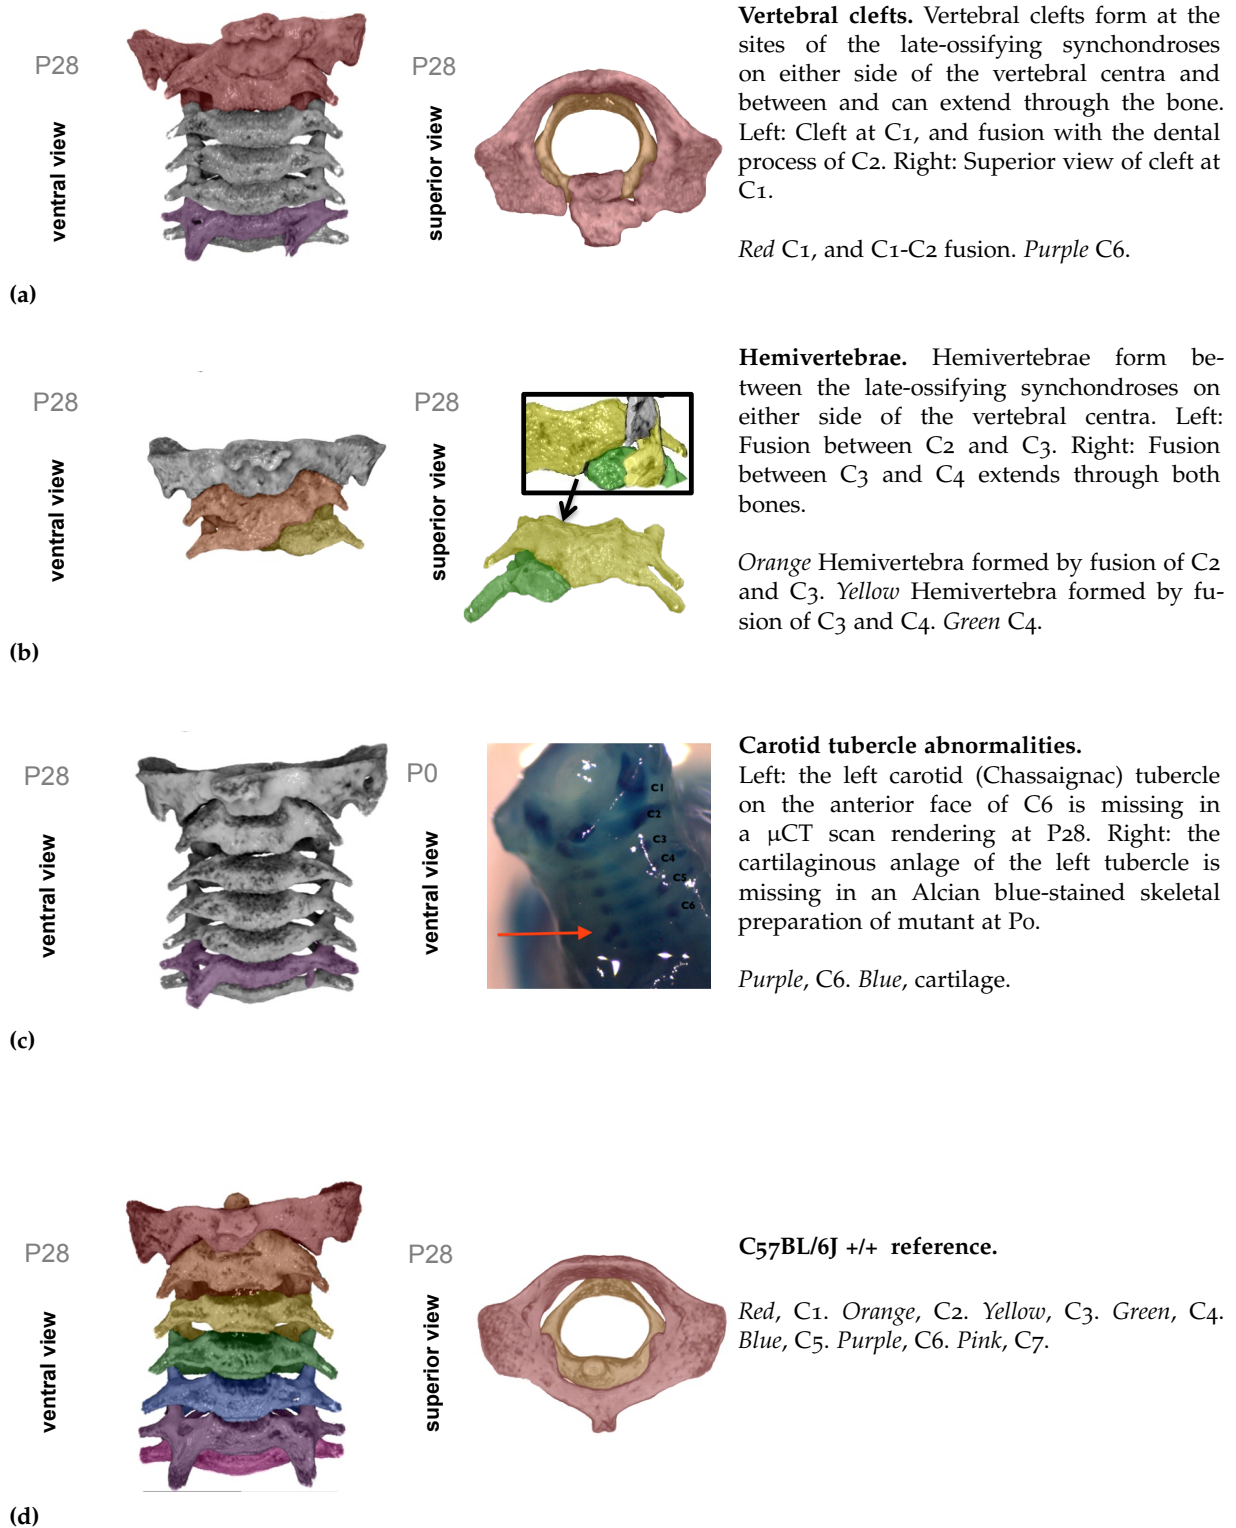 P28
ventral view
P28
superior view
Vertebral clefts. Vertebral clefts form at the
sites of the late-ossifying synchondroses
on either side of the vertebral centra and
between and can extend through the bone.
Left: Cleft at C1, and fusion with the dental
process of C2. Right: Superior view of cleft at
C1.
Red C1, and C1-C2 fusion. Purple C6.
(a)
P28
ventral view
P28
superior view
Hemivertebrae. Hemivertebrae form be-
tween the late-ossifying synchondroses on
either side of the vertebral centra. Left:
Fusion between C2 and C3. Right: Fusion
between C3 and C4 extends through both
bones.
Orange Hemivertebra formed by fusion of C2
and C3. Yellow Hemivertebra formed by fu-
sion of C3 and C4. Green C4.
(b)
P28
ventral view
P0
ventral view
C1
C2
C3
C4
C5
C6
Carotid tubercle abnormalities.
Left: the left carotid (Chassaignac) tubercle
on the anterior face of C6 is missing in
a µCT scan rendering at P28. Right: the
cartilaginous anlage of the left tubercle is
missing in an Alcian blue-stained skeletal
preparation of mutant at P0.
Purple, C6. Blue, cartilage.
(c)
P28
ventral view
P28
superior view
C57BL/6J +/+ reference.
Red, C1. Orange, C2. Yellow, C3. Green, C4.
Blue, C5. Purple, C6. Pink, C7.
(d)